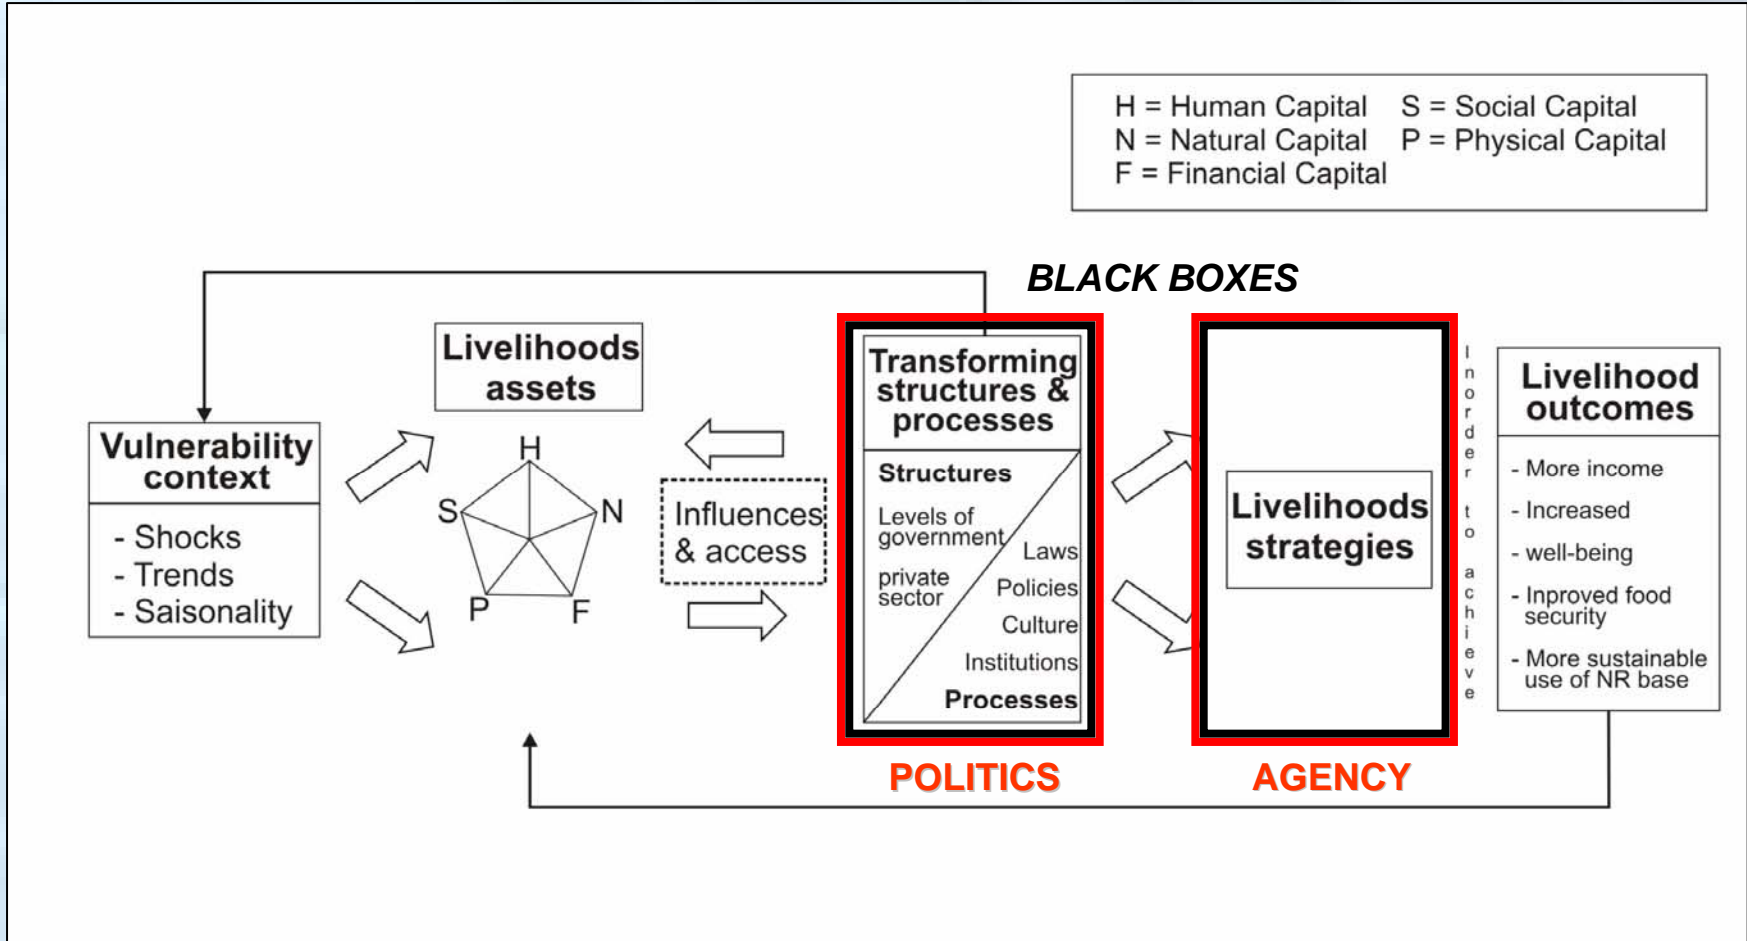 H = Human Capital S = Social Capital
N = Natural Capital P = Physical Capital
F = Financial Capital
BLACK BOXES
Vulnerability
context
- Shocks
- Trends
- Saisonality
Livelihoods
assets
H
S
N
P
F
Influences
& access
Transforming
structures &
processes
Structures
Levels of
government
private
sector
Laws
Policies
Culture
Institutions
Processes
POLITICS
Livelihoods
strategies
AGENCY
Inorder to achieve
Livelihood
outcomes
- More income
- Increased
- well-being
- Inproved food
security
- More sustainable
use of NR base